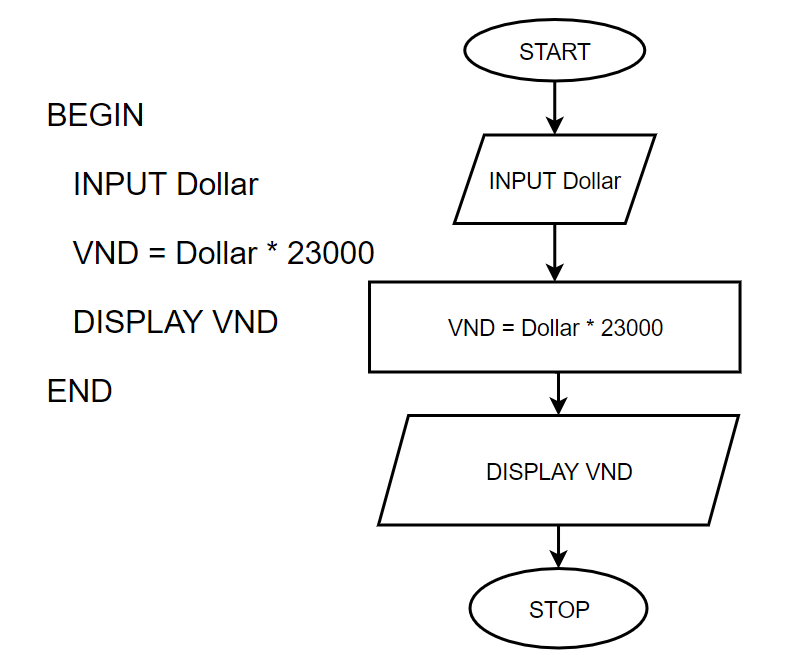 BEGIN
INPUT Dollar
VND = Dollar * 23000
DISPLAY VND
END
START
INPUT Dollar
VND = Dollar * 23000
DISPLAY VND
STOP